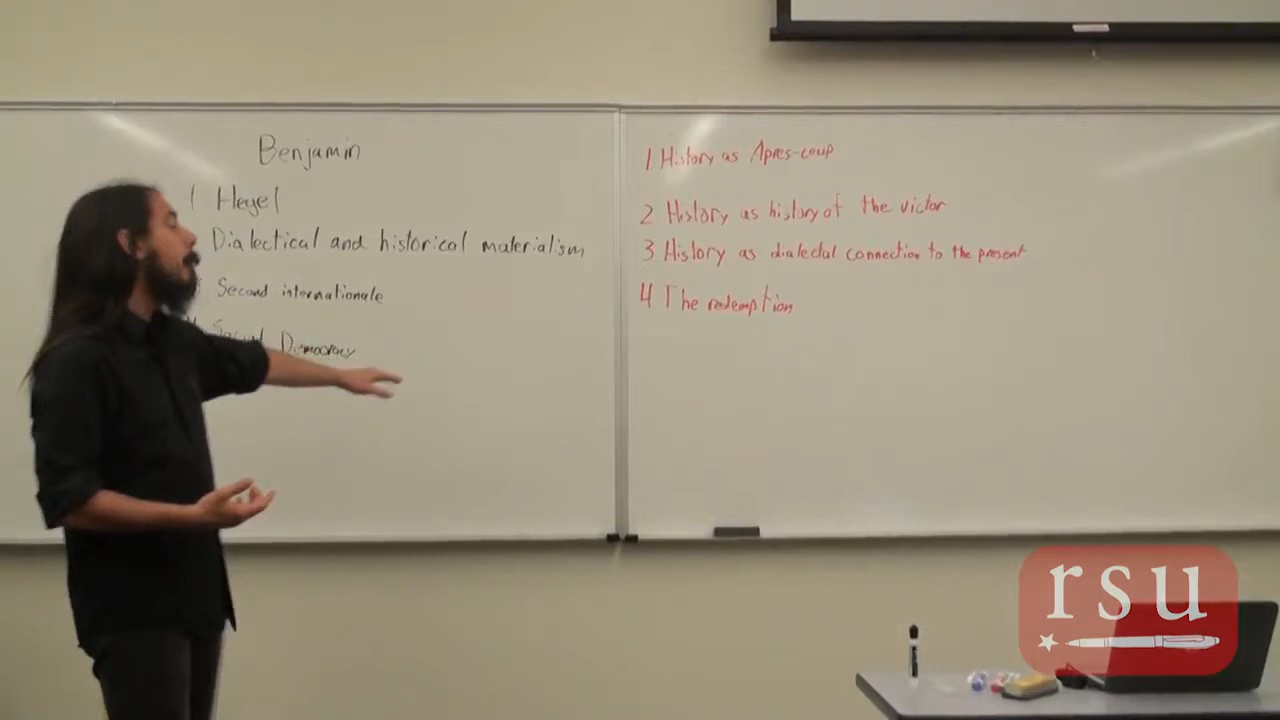 Benjamin
1 Hegel
Dialectical and historical materialism
Second internationale
Democracy
1 History as Apres-coup
2 History as history of the victor
3 History as dialectal connection to the present
4 The redemption
rsu